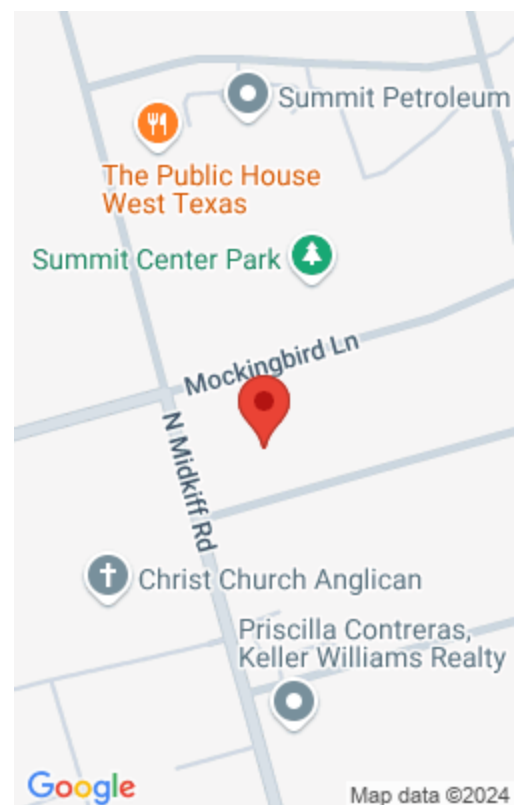 Summit Petroleum
The Public House
West Texas
Summit Center Park
Mockingbird Ln
N Midkiff Rd
Christ Church Anglican
Priscilla Contreras,
Keller Williams Realty
Google
Map data ©2024